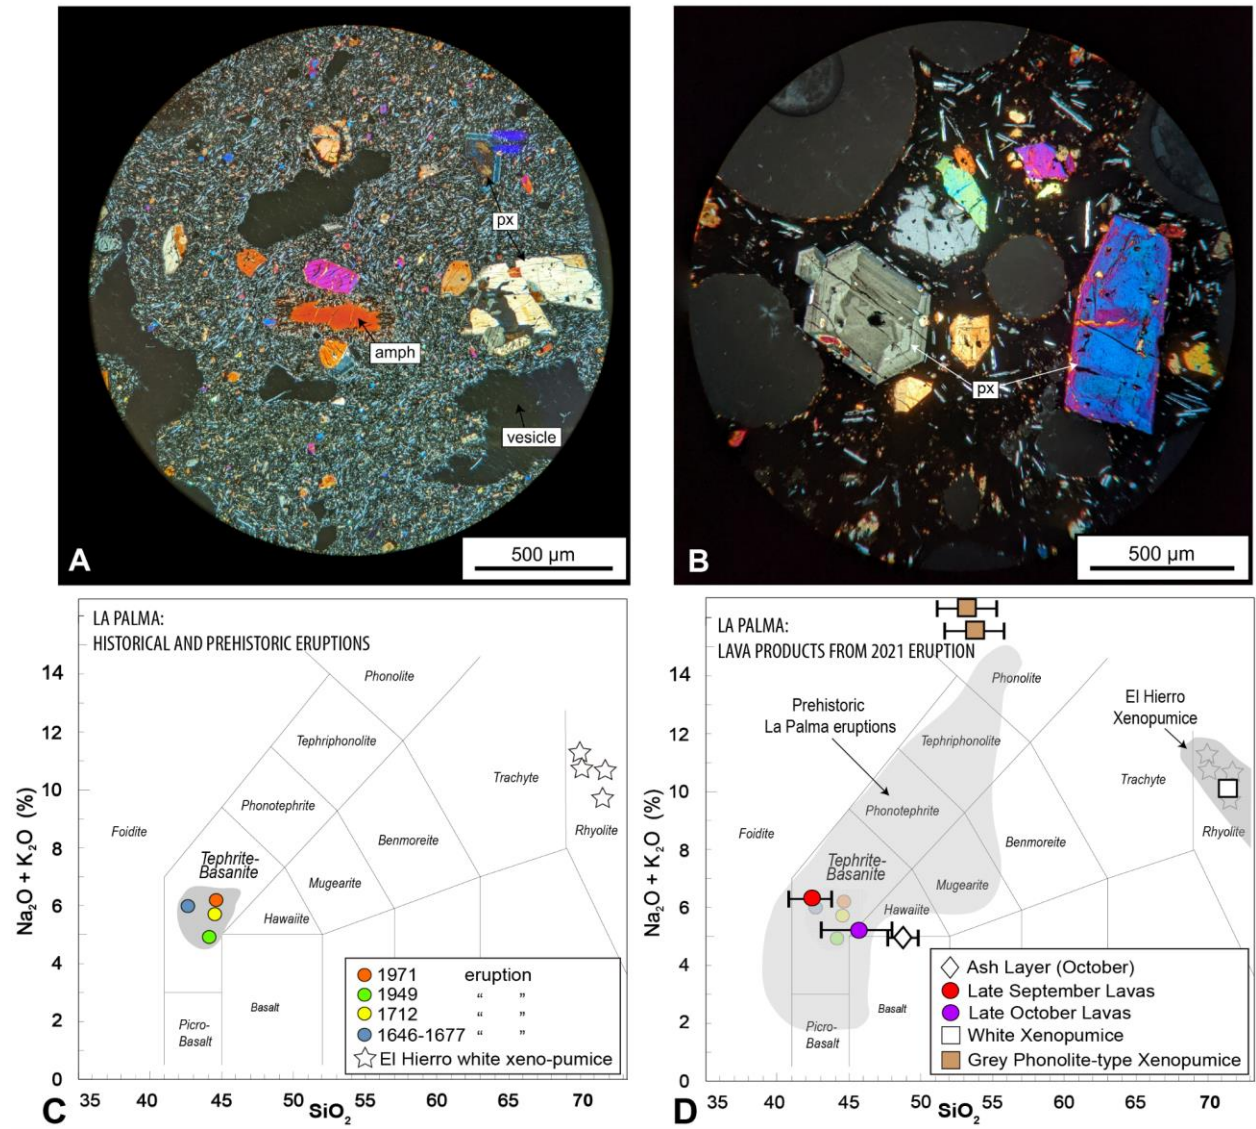 px
amph
vesicle
A
500 µm
px
B
500 µm
LA PALMA:
HISTORICAL AND PREHISTORIC ERUPTIONS
14
12
10
8
6
4
2
0
Na₂O + K₂O (%)
Phonolite
Tephriphonolite
Trachyte
Phonotephrite
Foidite
Benmoreite
Rhyolite
Tephrite-
Basanite
Mugearite
Hawaiite
Basalt
Picro-
Basalt
1971 eruption
1949 “ ”
1712 “ ”
1646-1677 “ ”
El Hierro white xeno-pumice
C
35 40 45 50 55 60 65 70
SiO₂
LA PALMA:
LAVA PRODUCTS FROM 2021 ERUPTION
14
12
10
8
6
4
2
0
Na₂O + K₂O (%)
Phonolite
Prehistoric
La Palma eruptions
El Hierro
Xenopumice
Tephriphonolite
Trachyte
Phonotephrite
Foidite
Benmoreite
Rhyolite
Tephrite-
Basanite
Mugearite
Hawaiite
Basalt
Picro-
Basalt
Ash Layer (October)
Late September Lavas
Late October Lavas
White Xenopumice
Grey Phonolite-type Xenopumice
D
35 40 45 50 55 60 65 70
SiO₂